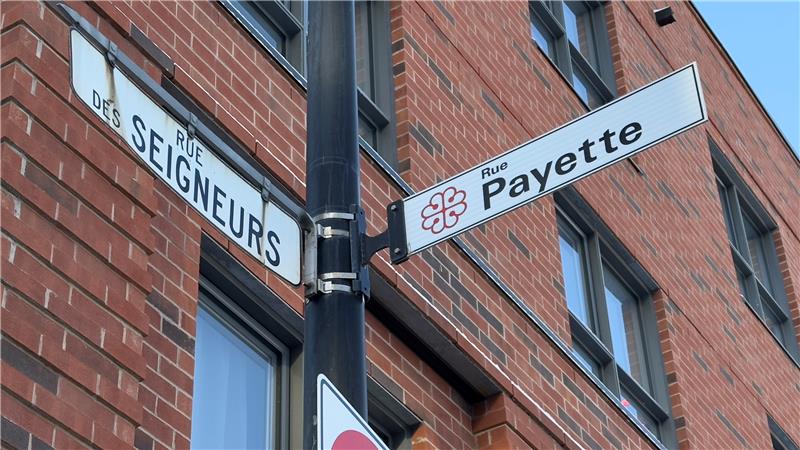 RUE
DES SEIGNEURS
Rue
Payette